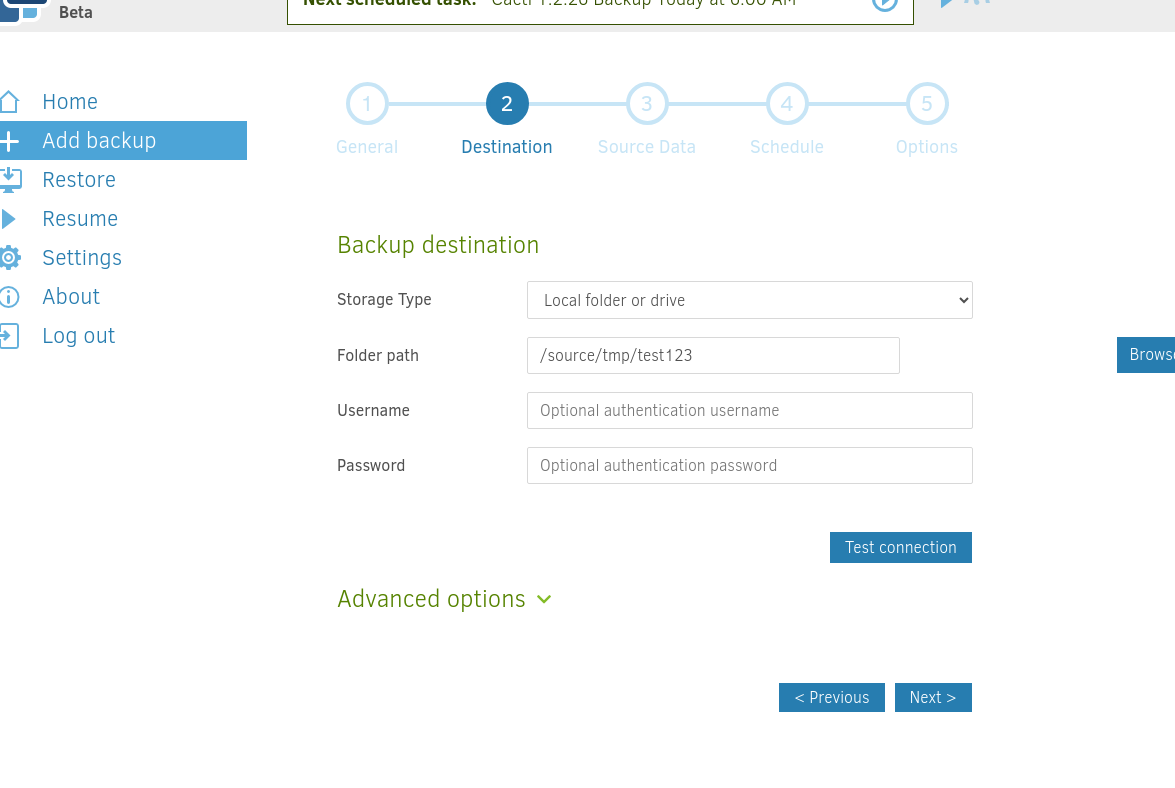 Beta
Next scheduled task: Cacti 1.2.26 Backup Today at 6:00 AM
Home
Add backup
Restore
Resume
Settings
About
Log out
1 2 3 4 5
General Destination Source Data Schedule Options
Backup destination
Storage Type Local folder or drive
Folder path /source/tmp/test123 Browse
Username Optional authentication username
Password Optional authentication password
Test connection
Advanced options
< Previous Next >